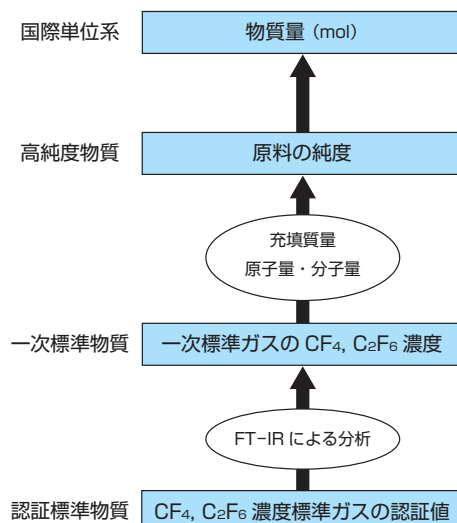 国際単位系
物質量（mol）
高純度物質
原料の純度
充填質量
原子量・分子量
一次標準物質
一次標準ガスの CF₄, C₂F₆ 濃度
FT-IR による分析
認証標準物質
CF₄, C₂F₆ 濃度標準ガスの認証値